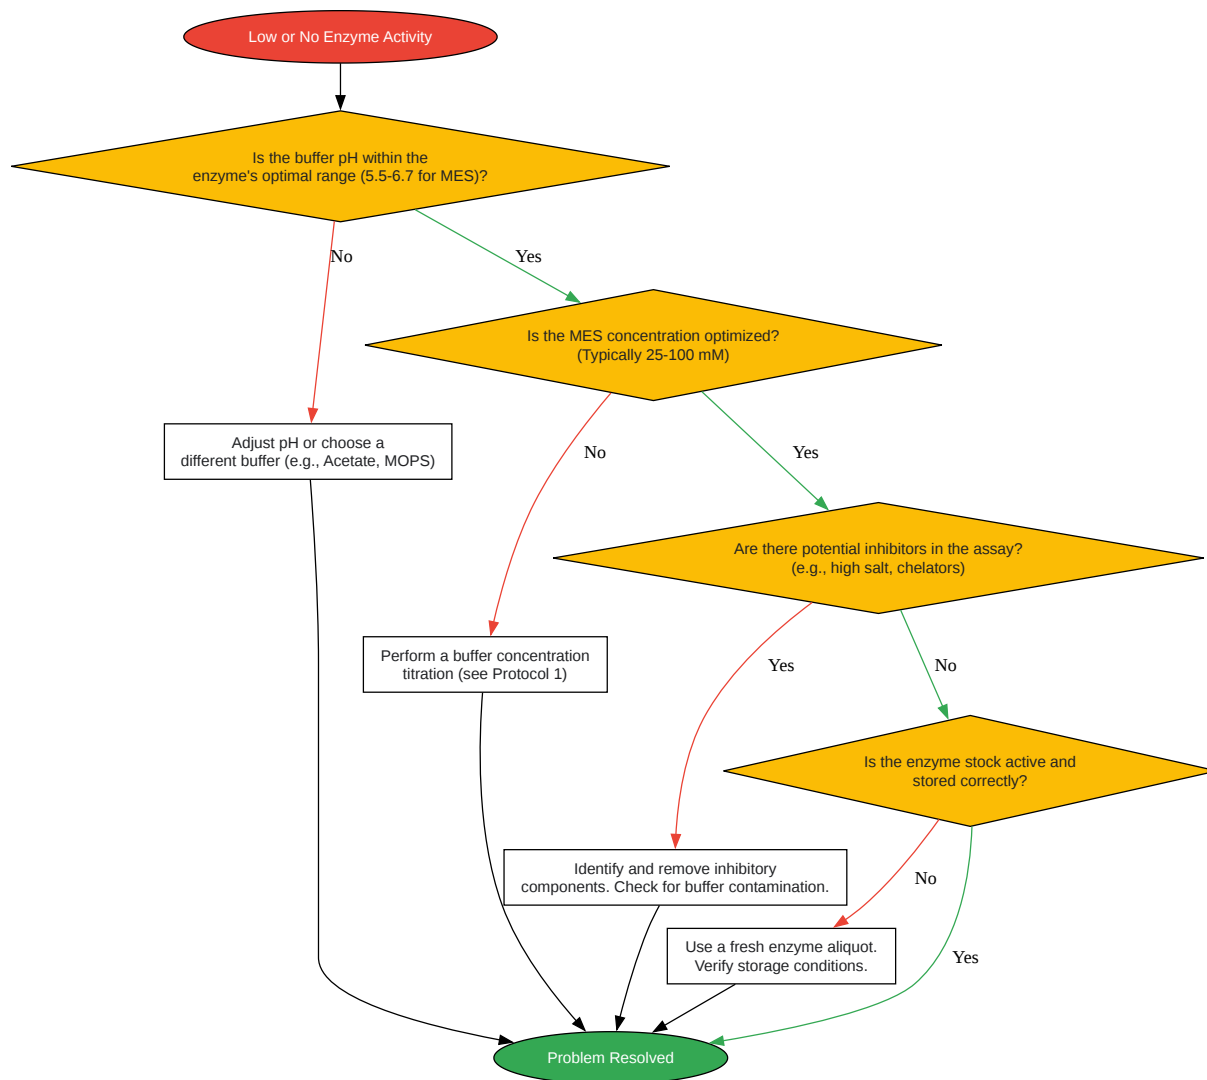 Low or No Enzyme Activity
Is the buffer pH within the
enzyme's optimal range (5.5-6.7 for MES)?
No
Yes
Is the MES concentration optimized?
(Typically 25-100 mM)
Adjust pH or choose a
different buffer (e.g., Acetate, MOPS)
No
Yes
Are there potential inhibitors in the assay?
(e.g., high salt, chelators)
Perform a buffer concentration
titration (see Protocol 1)
Yes
No
Is the enzyme stock active and
stored correctly?
Identify and remove inhibitory
components. Check for buffer contamination.
No
Use a fresh enzyme aliquot.
Verify storage conditions.
Yes
Problem Resolved